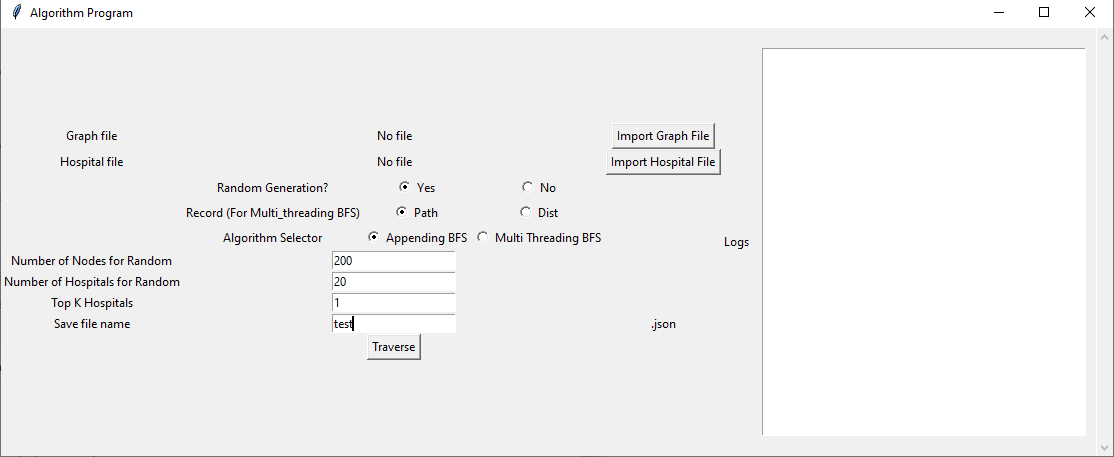 Algorithm Program
Graph file No file Import Graph File
Hospital file No file Import Hospital File
Random Generation? Yes No
Record (For Multi_threading BFS) Path Dist
Algorithm Selector Appending BFS Multi Threading BFS
Logs
Number of Nodes for Random 200
Number of Hospitals for Random 20
Top K Hospitals 1
Save file name test .json
Traverse